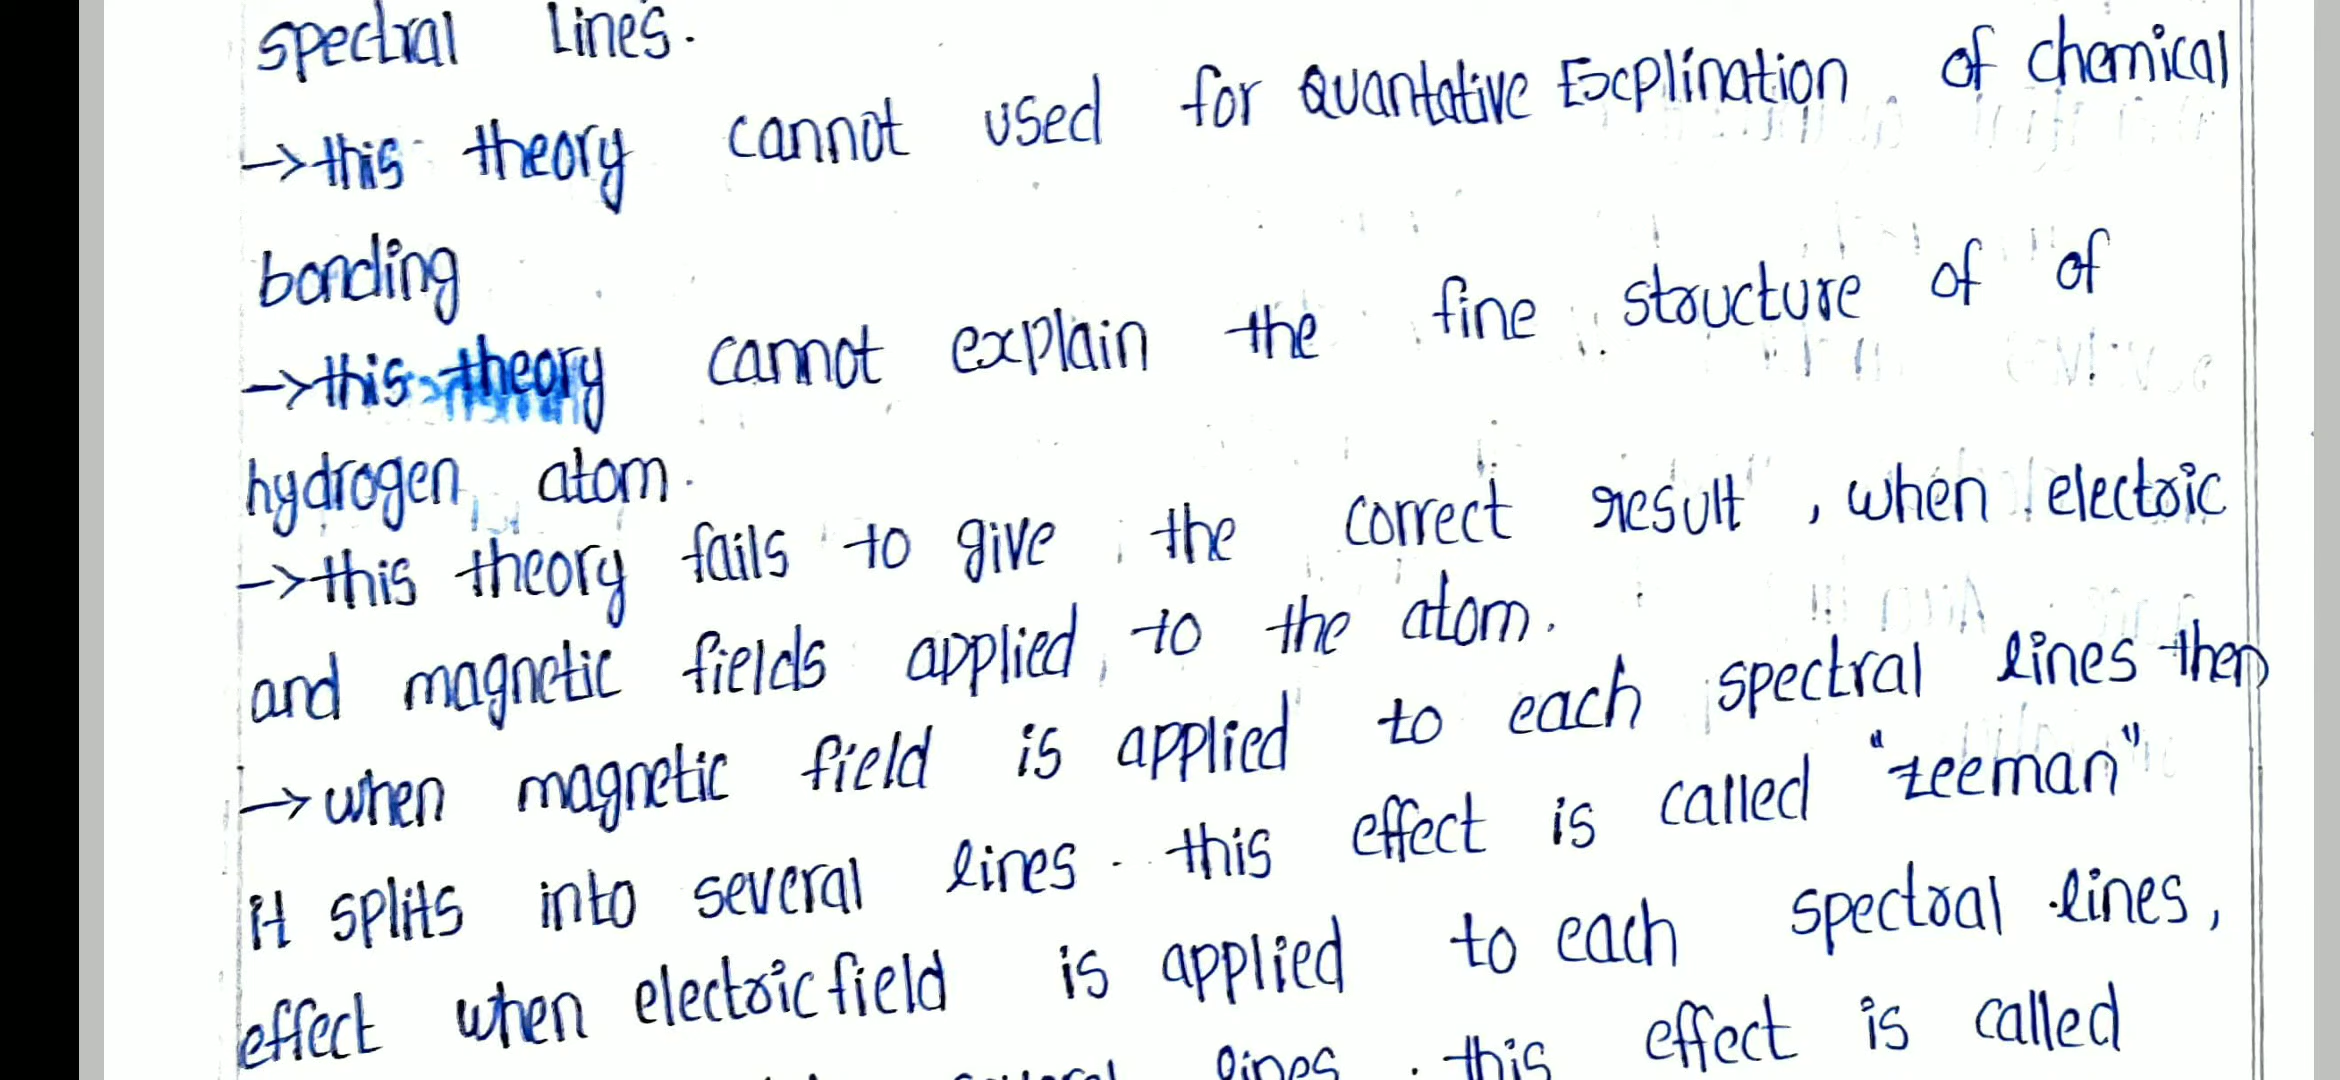 spectral lines.
→this theory cannot used for Quantative Excplination of chemical
bonding
→this theory cannot explain the fine structure of of
hydrogen atom.
→this theory fails to give the correct result, when electric
and magnetic fields applied to the atom.
→when magnetic field is applied to each spectral lines then
it splits into several lines. this effect is called "zeeman"
effect when electric field is applied to each spectral lines,
several lines. this effect is called